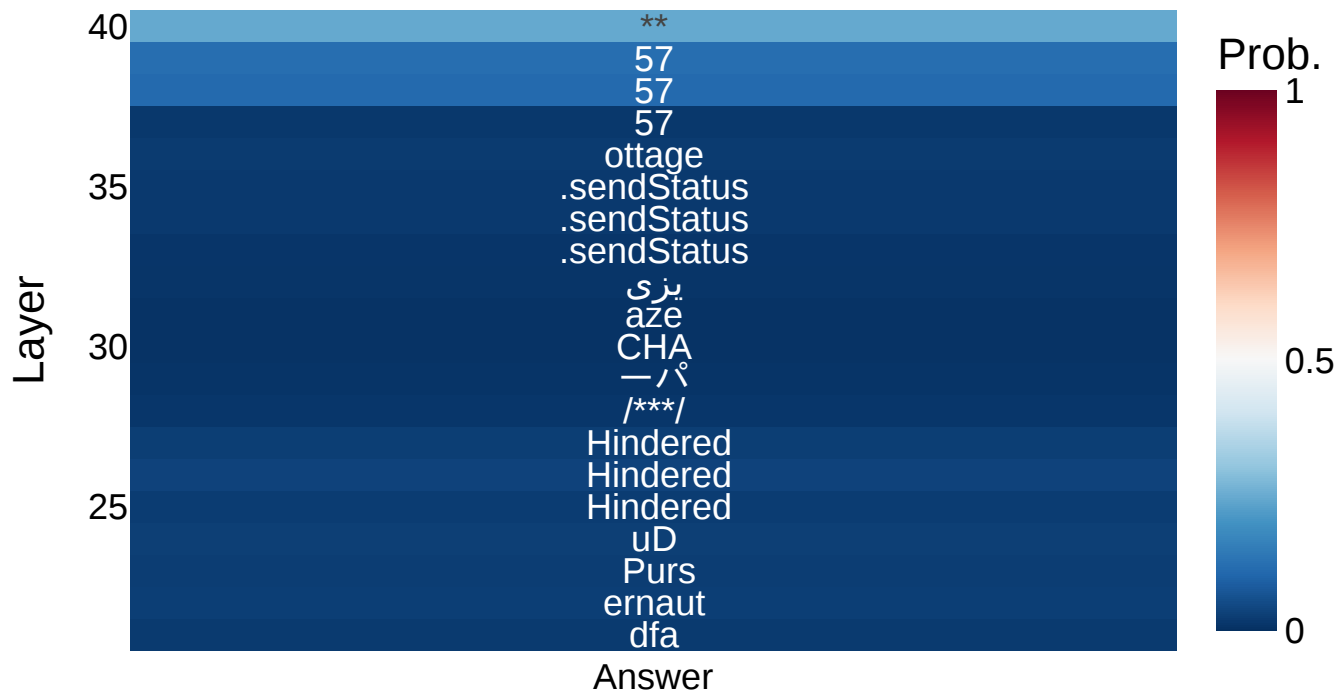 Prob.
40
**
1
57
57
57
ottage
35
.sendStatus
.sendStatus
.sendStatus
یزی
aze
Layer
30
CHA
0.5
ーパ
/***/
Hindered
Hindered
25
Hindered
uD
Purs
ernaut
dfa
0
Answer